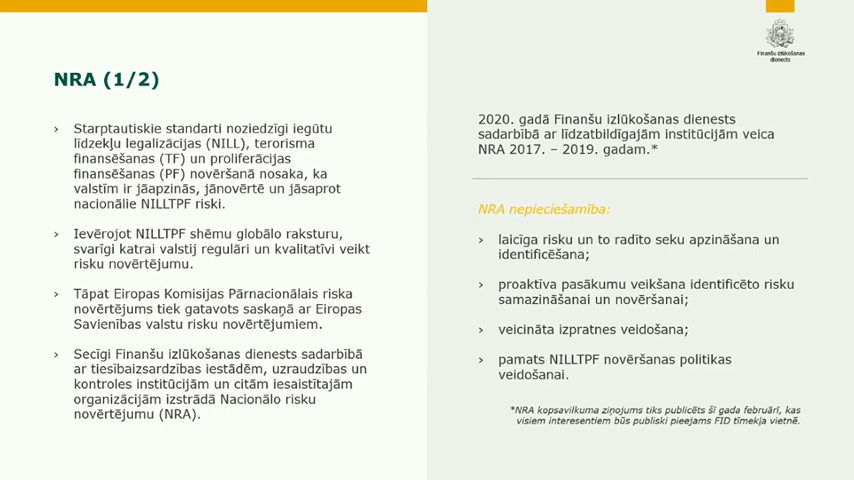 NRA (1/2)
› Starptautiskie standarti noziedzīgi iegūtu
līdzekļu legalizācijas (NILL), terorisma
finansēšanas (TF) un proliferācijas
finansēšanas (PF) novēršanā nosaka, ka
valstīm ir jāapzinās, jānovērtē un jāsaprot
nacionālie NILLTPF riski.
› Ievērojot NILLTPF shēmu globālo raksturu,
svarīgi katrai valstij regulāri un kvalitatīvi veikt
risku novērtējumu.
› Tāpat Eiropas Komisijas Pārnacionālais riska
novērtējums tiek gatavots saskaņā ar Eiropas
Savienības valstu risku novērtējumiem.
› Secīgi Finanšu izlūkošanas dienests sadarbībā
ar tiesībaizsardzības iestādēm, uzraudzības un
kontroles institūcijām un citām iesaistītajām
organizācijām izstrādā Nacionālo risku
novērtējumu (NRA).
Finanšu izlūkošanas
dienests
2020. gadā Finanšu izlūkošanas dienests
sadarbībā ar līdzatbildīgajām institūcijām veica
NRA 2017. – 2019. gadam.*
NRA nepieciešamība:
› laicīga risku un to radīto seku apzināšana un
identificēšana;
› proaktīva pasākumu veikšana identificēto risku
samazināšanai un novēršanai;
› veicināta izpratnes veidošana;
› pamats NILLTPF novēršanas politikas
veidošanai.
*NRA kopsavilkuma ziņojums tiks publicēts šī gada februārī, kas
visiem interesentiem būs publiski pieejams FID tīmekļa vietnē.